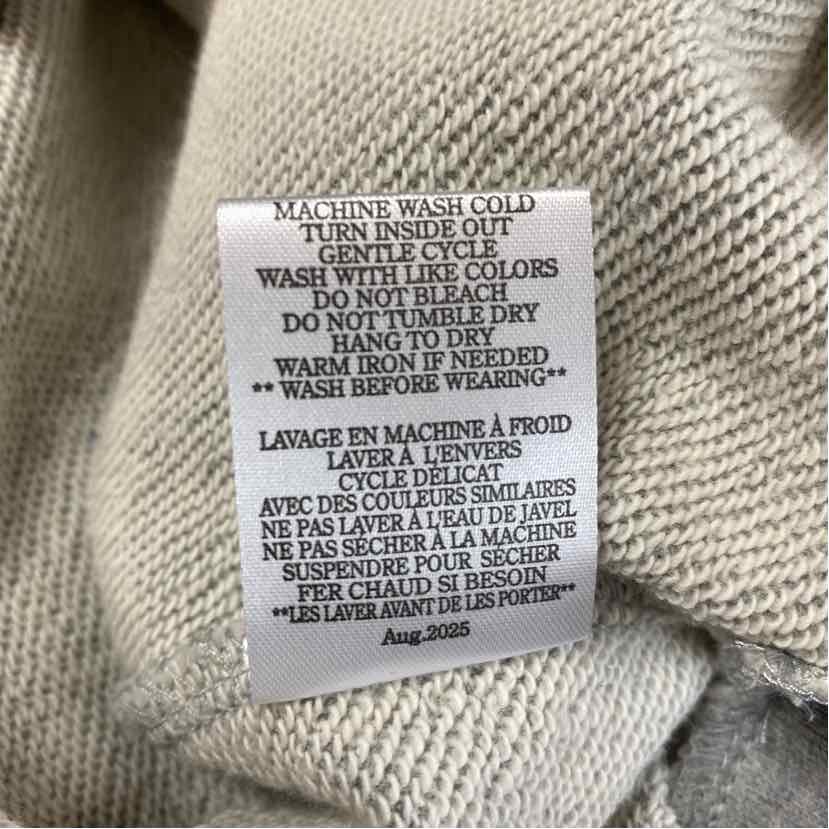 MACHINE WASH COLD
TURN INSIDE OUT
GENTLE CYCLE
WASH WITH LIKE COLORS
DO NOT BLEACH
DO NOT TUMBLE DRY
HANG TO DRY
WARM IRON IF NEEDED
** WASH BEFORE WEARING**
LAVAGE EN MACHINE À FROID
LAVER À L'ENVERS
CYCLE DÉLICAT
AVEC DES COULEURS SIMILAIRES
NE PAS LAVER À L'EAU DE JAVEL
NE PAS SÉCHER À LA MACHINE
SUSPENDRE POUR SÉCHER
FER CHAUD SI BESOIN
**LES LAVER AVANT DE LES PORTER**
Aug.2025